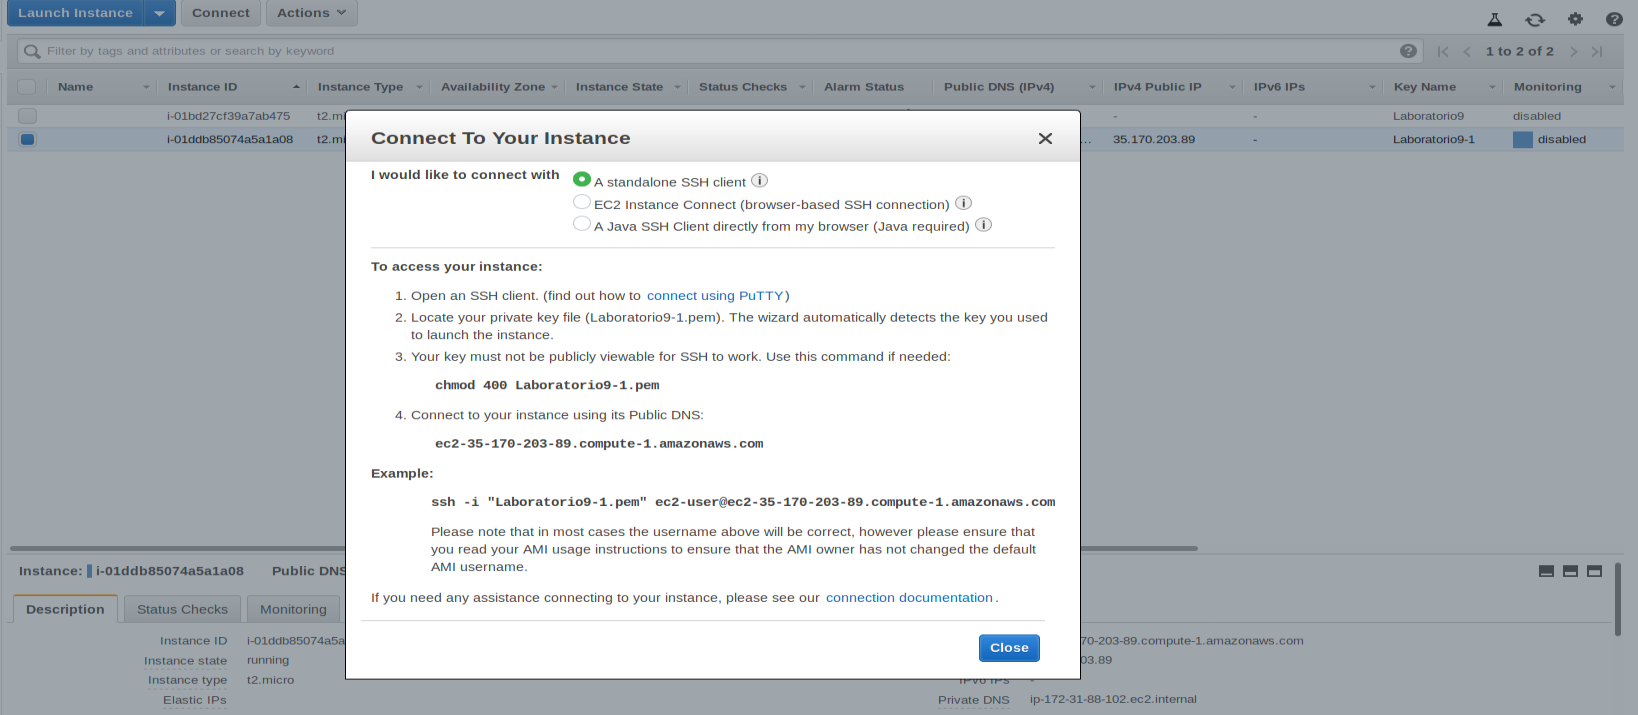 Launch Instance
Connect
Actions
Filter by tags and attributes or search by keyword
1 to 2 of 2
Name Instance ID Instance Type Availability Zone Instance State Status Checks Alarm Status Public DNS (IPv4) IPv4 Public IP IPv6 IPs Key Name Monitoring
i-01bd27cf39a7ab475 t2.mi - - Laboratorio9 disabled
i-01ddb85074a5a1a08 t2.mi ... 35.170.203.89 - Laboratorio9-1 disabled
Connect To Your Instance
I would like to connect with
A standalone SSH client
EC2 Instance Connect (browser-based SSH connection)
A Java SSH Client directly from my browser (Java required)
To access your instance:
1. Open an SSH client. (find out how to connect using PuTTY)
2. Locate your private key file (Laboratorio9-1.pem). The wizard automatically detects the key you used
to launch the instance.
3. Your key must not be publicly viewable for SSH to work. Use this command if needed:
chmod 400 Laboratorio9-1.pem
4. Connect to your instance using its Public DNS:
ec2-35-170-203-89.compute-1.amazonaws.com
Example:
ssh -i "Laboratorio9-1.pem" ec2-user@ec2-35-170-203-89.compute-1.amazonaws.com
Please note that in most cases the username above will be correct, however please ensure that
you read your AMI usage instructions to ensure that the AMI owner has not changed the default
AMI username.
If you need any assistance connecting to your instance, please see our connection documentation.
Close
Instance: i-01ddb85074a5a1a08 Public DNS
Description
Status Checks
Monitoring
Instance ID i-01ddb85074a5a
70-203-89.compute-1.amazonaws.com
Instance state running
03.89
Instance type t2.micro
IPv6 IPs -
Elastic IPs
Private DNS ip-172-31-88-102.ec2.internal